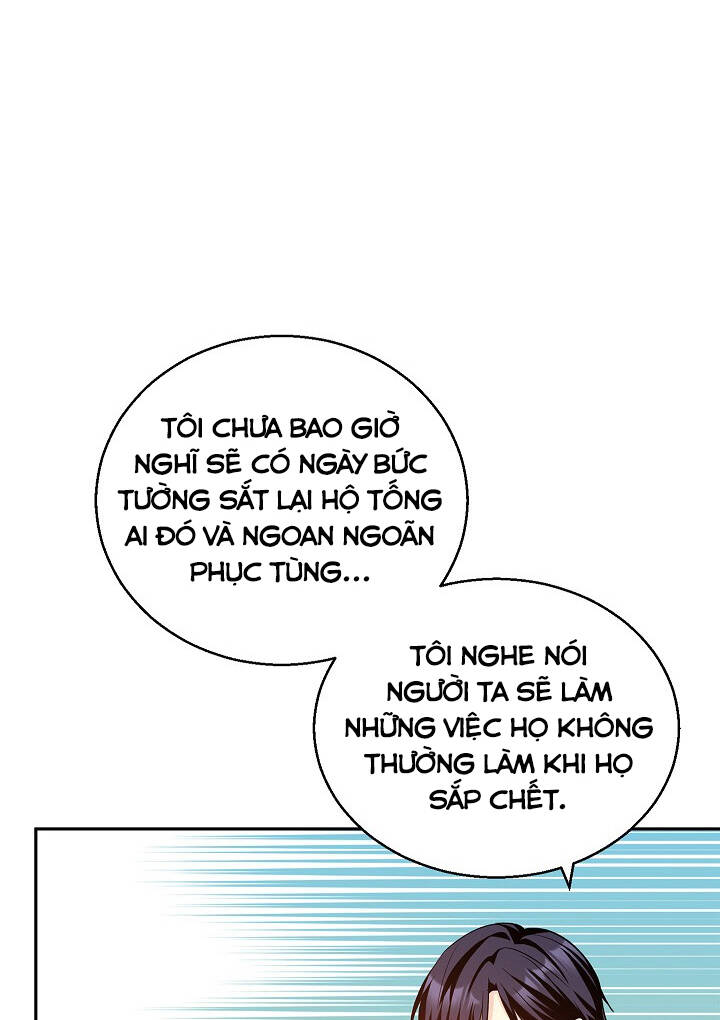 TÔI CHƯA BAO GIỜ
NGHĨ SẼ CÓ NGÀY BỨC
TƯỜNG SẮT LẠI HỘ TỐNG
AI ĐÓ VÀ NGOAN NGOÃN
PHỤC TÙNG...
TÔI NGHE NÓI
NGƯỜI TA SẼ LÀM
NHỮNG VIỆC HỌ KHÔNG
THƯỜNG LÀM KHI HỌ
SẮP CHẾT.